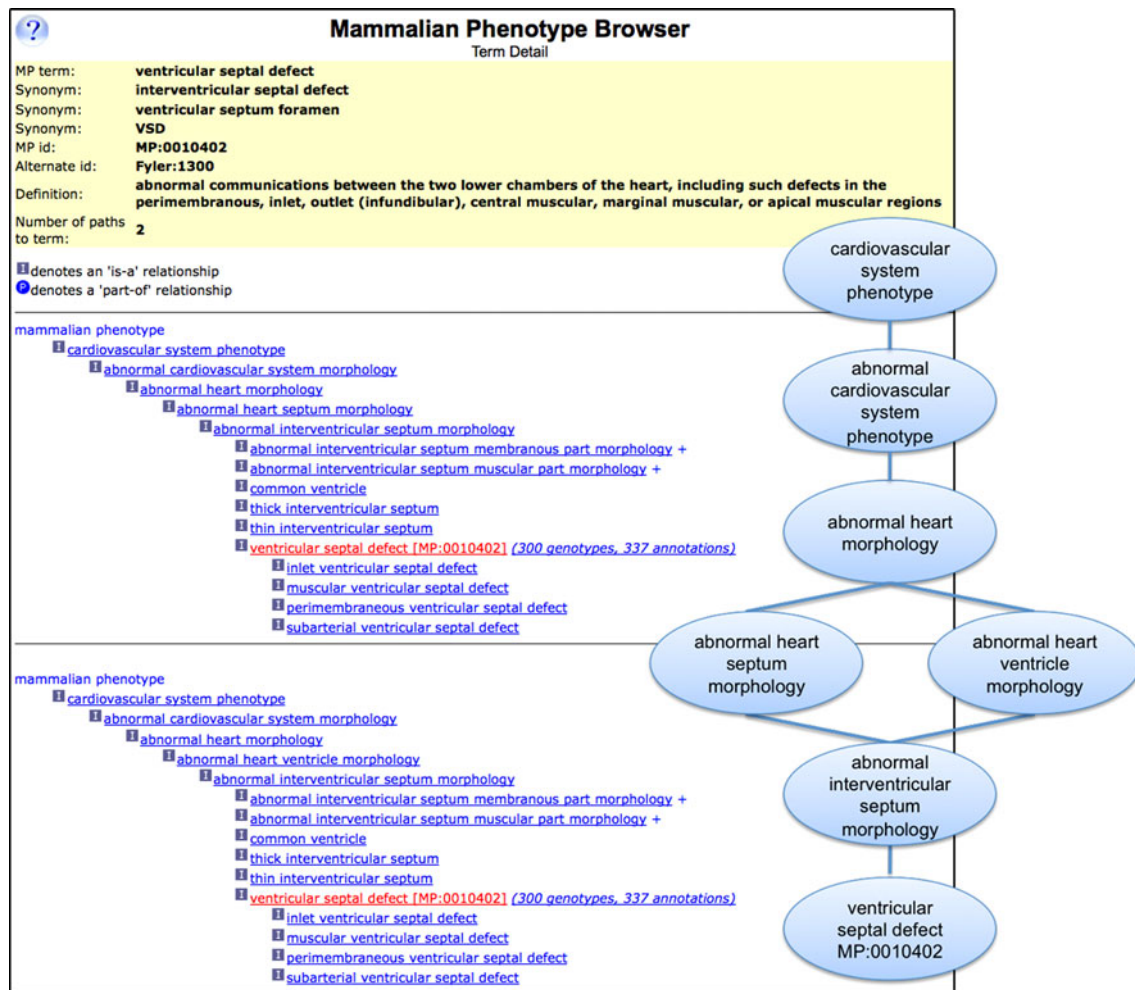 ?
Mammalian Phenotype Browser
Term Detail
MP term: ventricular septal defect
Synonym: interventricular septal defect
Synonym: ventricular septum foramen
Synonym: VSD
MP id: MP:0010402
Alternate id: Fyler:1300
Definition: abnormal communications between the two lower chambers of the heart, including such defects in the
perimembranous, inlet, outlet (infundibular), central muscular, marginal muscular, or apical muscular regions
Number of paths
to term: 2
I denotes an 'is-a' relationship
P denotes a 'part-of' relationship
mammalian phenotype
I cardiovascular system phenotype
I abnormal cardiovascular system morphology
I abnormal heart morphology
I abnormal heart septum morphology
I abnormal interventricular septum morphology
I abnormal interventricular septum membranous part morphology +
I abnormal interventricular septum muscular part morphology +
I common ventricle
I thick interventricular septum
I thin interventricular septum
I ventricular septal defect [MP:0010402] (300 genotypes, 337 annotations)
I inlet ventricular septal defect
I muscular ventricular septal defect
I perimembraneous ventricular septal defect
I subarterial ventricular septal defect
mammalian phenotype
I cardiovascular system phenotype
I abnormal cardiovascular system morphology
I abnormal heart morphology
I abnormal heart ventricle morphology
I abnormal interventricular septum morphology
I abnormal interventricular septum membranous part morphology +
I abnormal interventricular septum muscular part morphology +
I common ventricle
I thick interventricular septum
I thin interventricular septum
I ventricular septal defect [MP:0010402] (300 genotypes, 337 annotations)
I inlet ventricular septal defect
I muscular ventricular septal defect
I perimembraneous ventricular septal defect
I subarterial ventricular septal defect
cardiovascular
system
phenotype
abnormal
cardiovascular
system
phenotype
abnormal heart
morphology
abnormal heart
septum
morphology
abnormal heart
ventricle
morphology
abnormal
interventricular
septum
morphology
ventricular
septal defect
MP:0010402